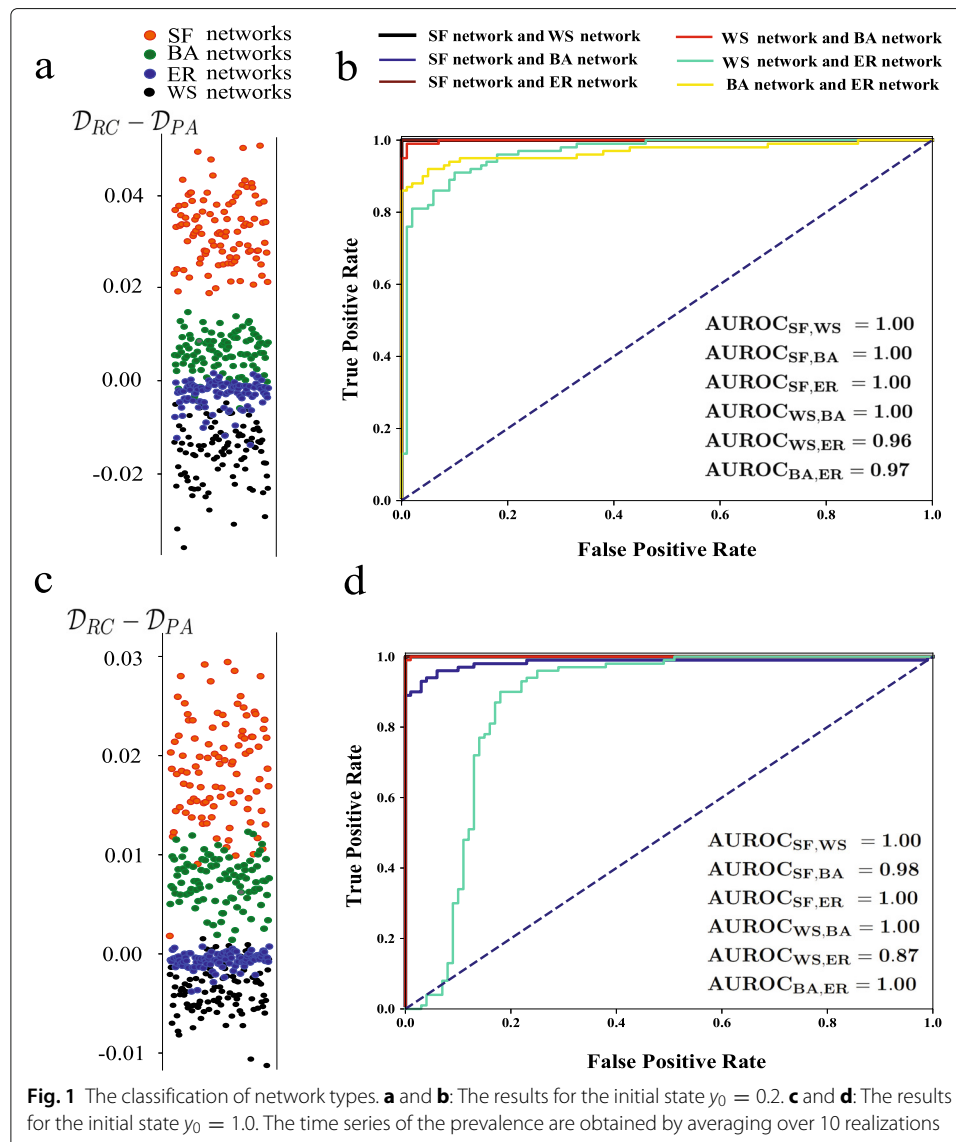 a
SF networks
BA networks
ER networks
WS networks
𝒟_RC − 𝒟_PA
0.04
0.02
0.00
-0.02
b
SF network and WS network
SF network and BA network
SF network and ER network
WS network and BA network
WS network and ER network
BA network and ER network
True Positive Rate
1.0
0.8
0.6
0.4
0.2
0.0
AUROC_SF,WS = 1.00
AUROC_SF,BA = 1.00
AUROC_SF,ER = 1.00
AUROC_WS,BA = 1.00
AUROC_WS,ER = 0.96
AUROC_BA,ER = 0.97
0.0 0.2 0.4 0.6 0.8 1.0
False Positive Rate
c
𝒟_RC − 𝒟_PA
0.03
0.02
0.01
0.00
-0.01
d
True Positive Rate
1.0
0.8
0.6
0.4
0.2
0.0
AUROC_SF,WS = 1.00
AUROC_SF,BA = 0.98
AUROC_SF,ER = 1.00
AUROC_WS,BA = 1.00
AUROC_WS,ER = 0.87
AUROC_BA,ER = 1.00
0.0 0.2 0.4 0.6 0.8 1.0
False Positive Rate
Fig. 1 The classification of network types. a and b: The results for the initial state y₀ = 0.2. c and d: The results
for the initial state y₀ = 1.0. The time series of the prevalence are obtained by averaging over 10 realizations